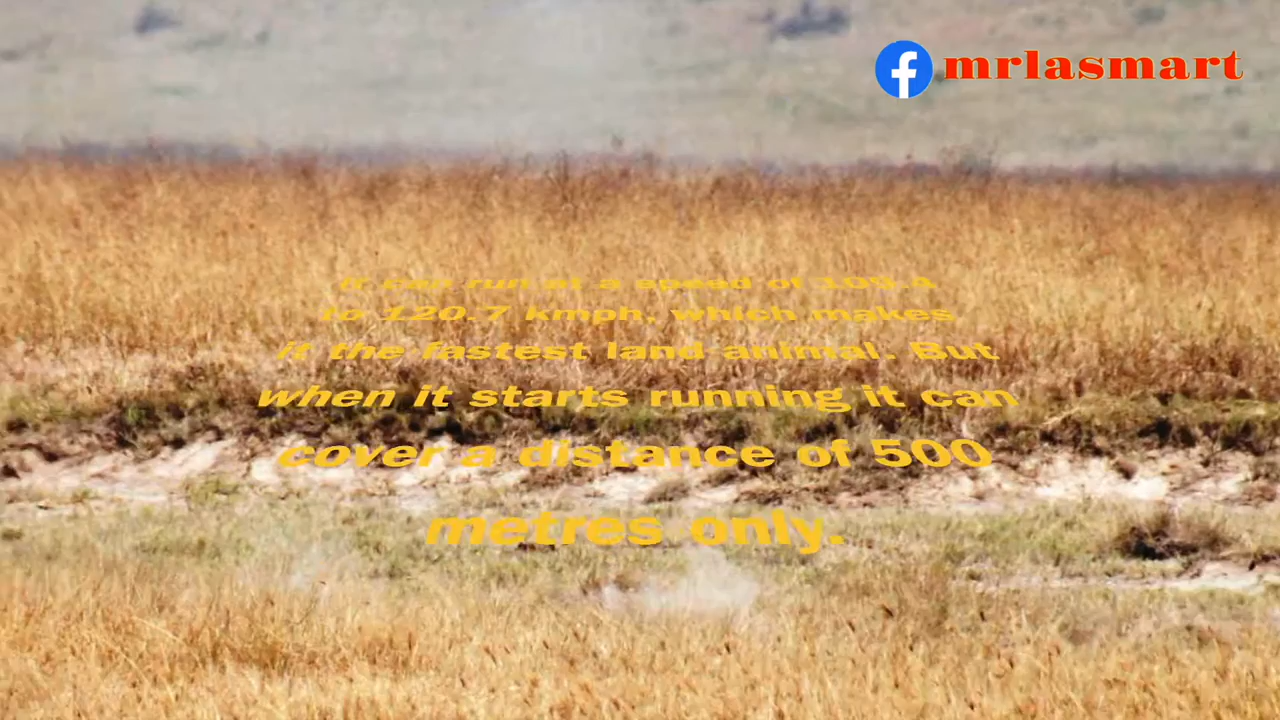 mrlasmart
It can run at a speed of 109.4
to 120.7 kmph, which makes
it the fastest land animal. But
when it starts running it can
cover a distance of 500
metres only.